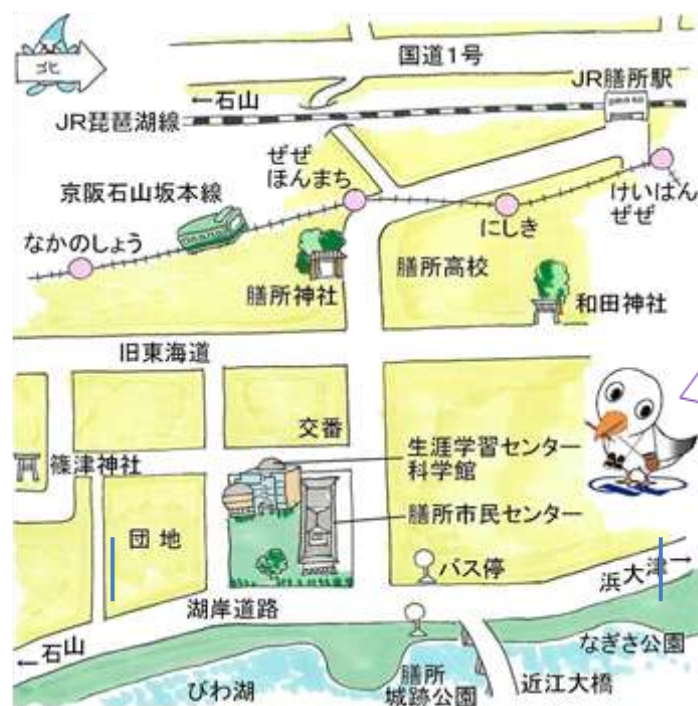 国道1号
JR膳所駅
←石山
JR琵琶湖線
ぜぜ
ほんまち
京阪石山坂本線
けいはん
ぜぜ
にしき
なかのしょう
膳所高校
膳所神社
和田神社
旧東海道
交番
生涯学習センター
科学館
篠津神社
膳所市民センター
団地
バス停
浜大津→
湖岸道路
←石山
なぎさ公園
膳所
城跡公園
びわ湖
近江大橋